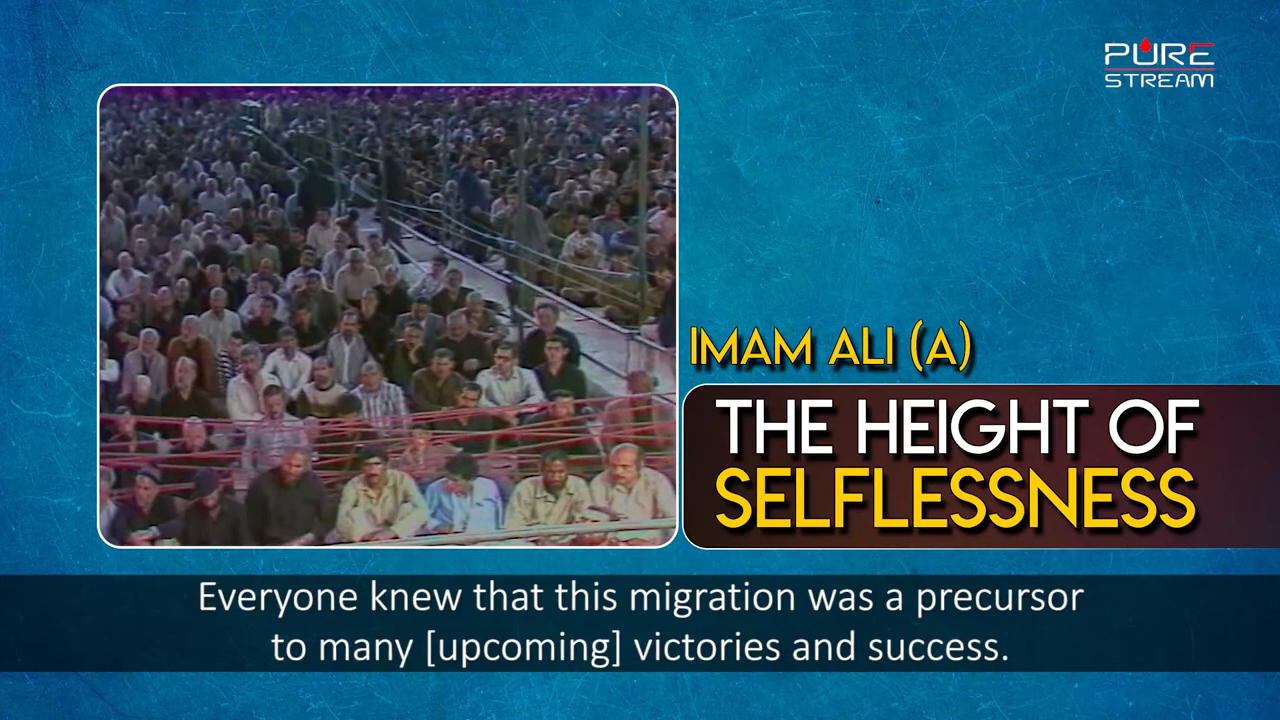 PURE
STREAM
IMAM ALI (A)
THE HEIGHT OF
SELFLESSNESS
Everyone knew that this migration was a precursor
to many [upcoming] victories and success.